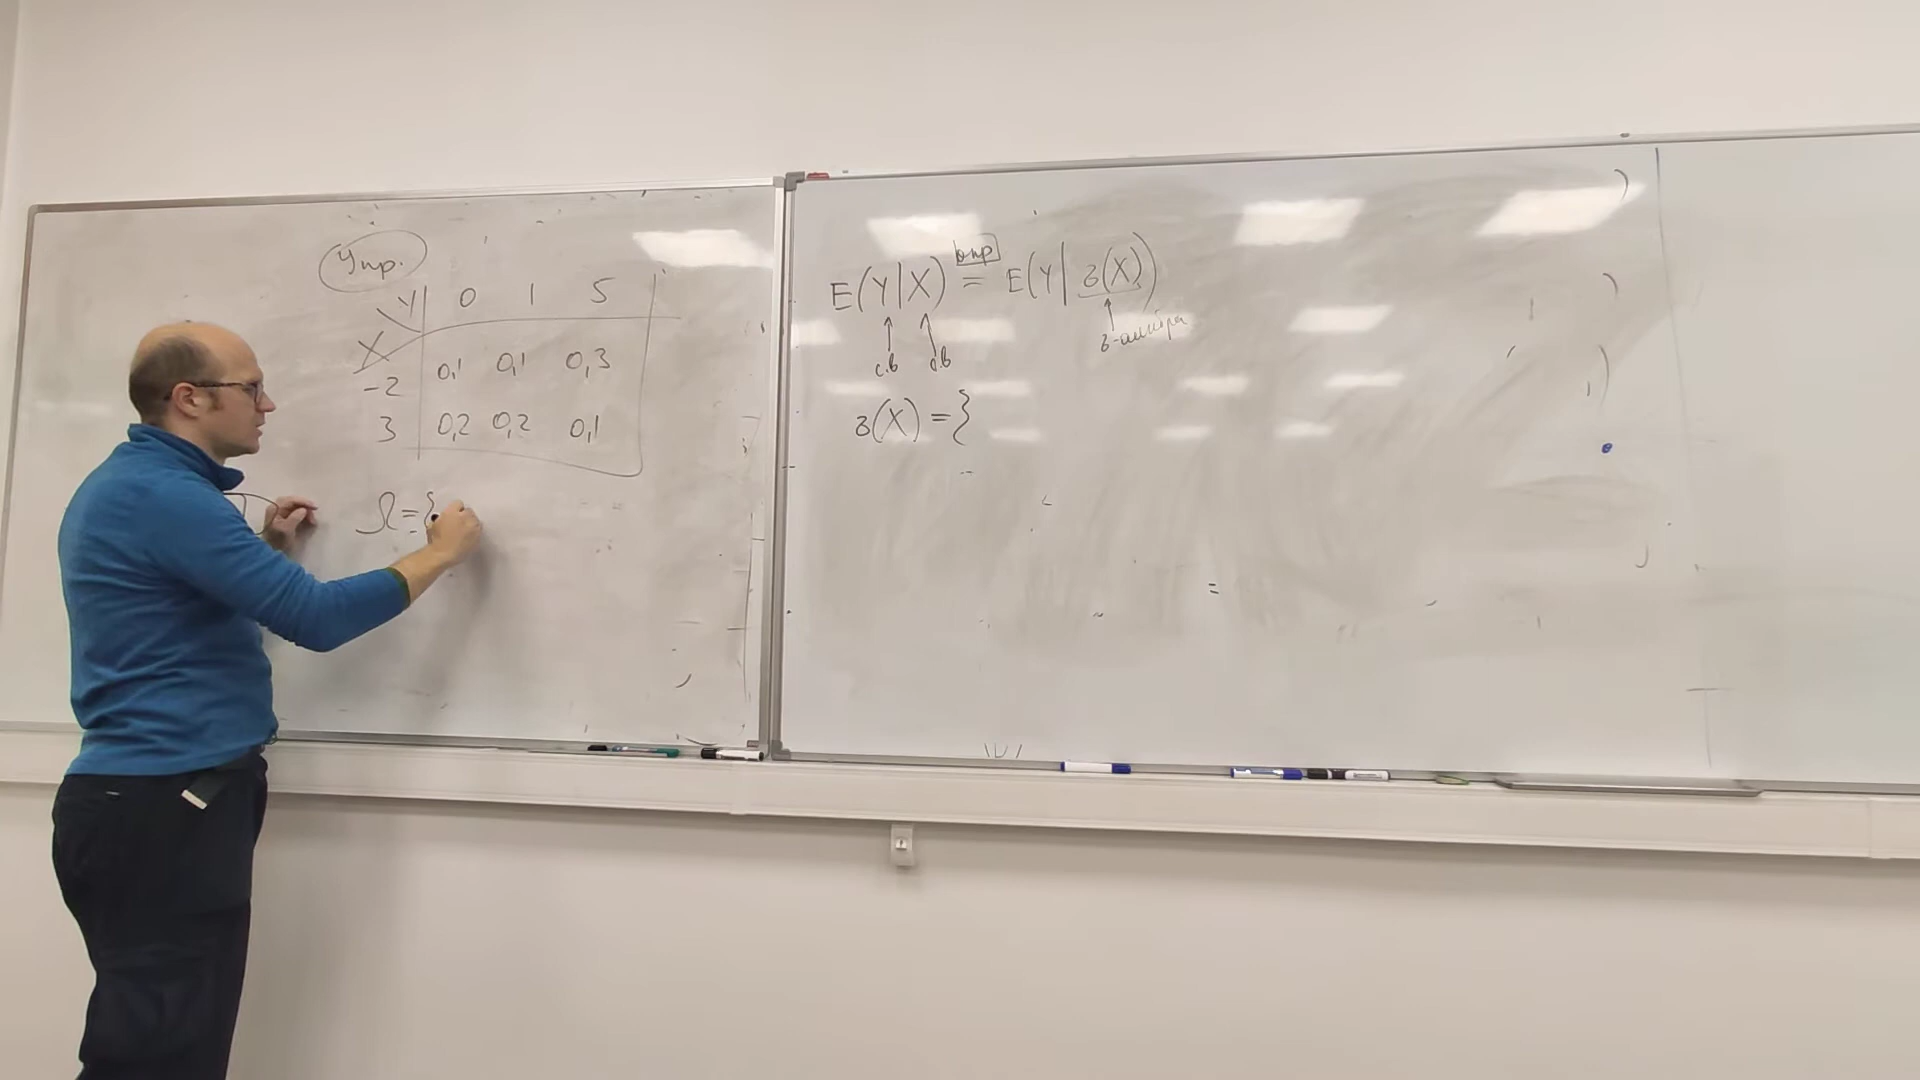 Упр.
Y 0 1 5
X
-2 0,1 0,1 0,3
3 0,2 0,2 0,1
Ω={
E(Y|X) опр = E(Y|σ(X))
с.в с.в σ-алгебра
σ(X) = {